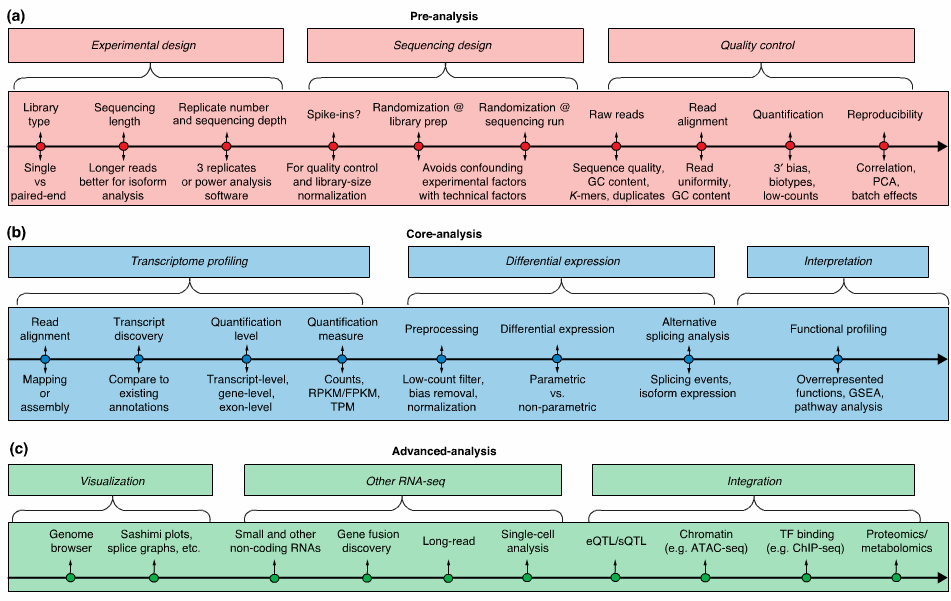 (a)
Pre-analysis
Experimental design
Sequencing design
Quality control
Library
type
Sequencing
length
Replicate number
and sequencing depth
Spike-ins?
Randomization @
library prep
Randomization @
sequencing run
Raw reads
Read
alignment
Quantification
Reproducibility
Single
vs
paired-end
Longer reads
better for isoform
analysis
3 replicates
or power analysis
software
For quality control
and library-size
normalization
Avoids confounding
experimental factors
with technical factors
Sequence quality,
GC content,
K-mers, duplicates
Read
uniformity,
GC content
3′ bias,
biotypes,
low-counts
Correlation,
PCA,
batch effects
(b)
Core-analysis
Transcriptome profiling
Differential expression
Interpretation
Read
alignment
Transcript
discovery
Quantification
level
Quantification
measure
Preprocessing
Differential expression
Alternative
splicing analysis
Functional profiling
Mapping
or
assembly
Compare to
existing
annotations
Transcript-level,
gene-level,
exon-level
Counts,
RPKM/FPKM,
TPM
Low-count filter,
bias removal,
normalization
Parametric
vs.
non-parametric
Splicing events,
isoform expression
Overrepresented
functions, GSEA,
pathway analysis
(c)
Advanced-analysis
Visualization
Other RNA-seq
Integration
Genome
browser
Sashimi plots,
splice graphs, etc.
Small and other
non-coding RNAs
Gene fusion
discovery
Long-read
Single-cell
analysis
eQTL/sQTL
Chromatin
(e.g. ATAC-seq)
TF binding
(e.g. ChIP-seq)
Proteomics/
metabolomics